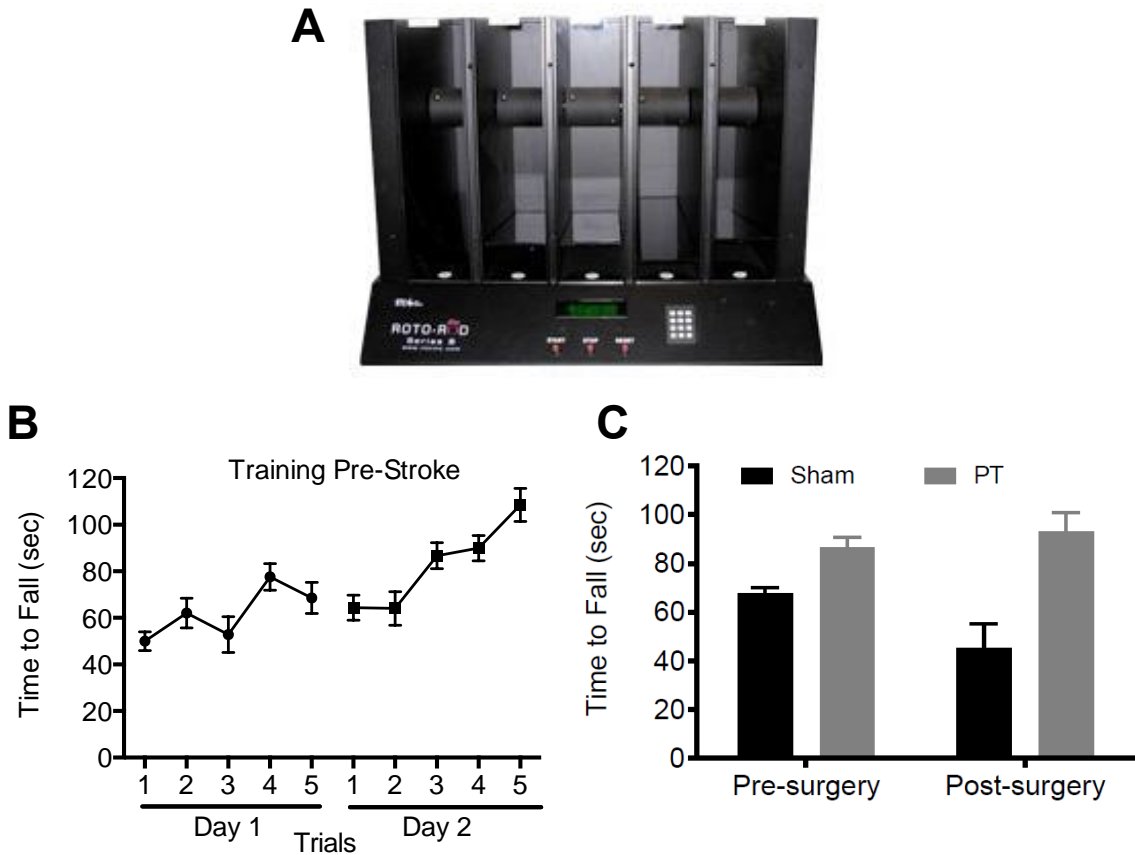 A
ROTO-ROD
Series 8
START STOP RESET
B
Training Pre-Stroke
Time to Fall (sec)
120
100
80
60
40
20
0
1 2 3 4 5 1 2 3 4 5
Day 1 Day 2
Trials
C
Sham PT
Time to Fall (sec)
120
100
80
60
40
20
0
Pre-surgery Post-surgery